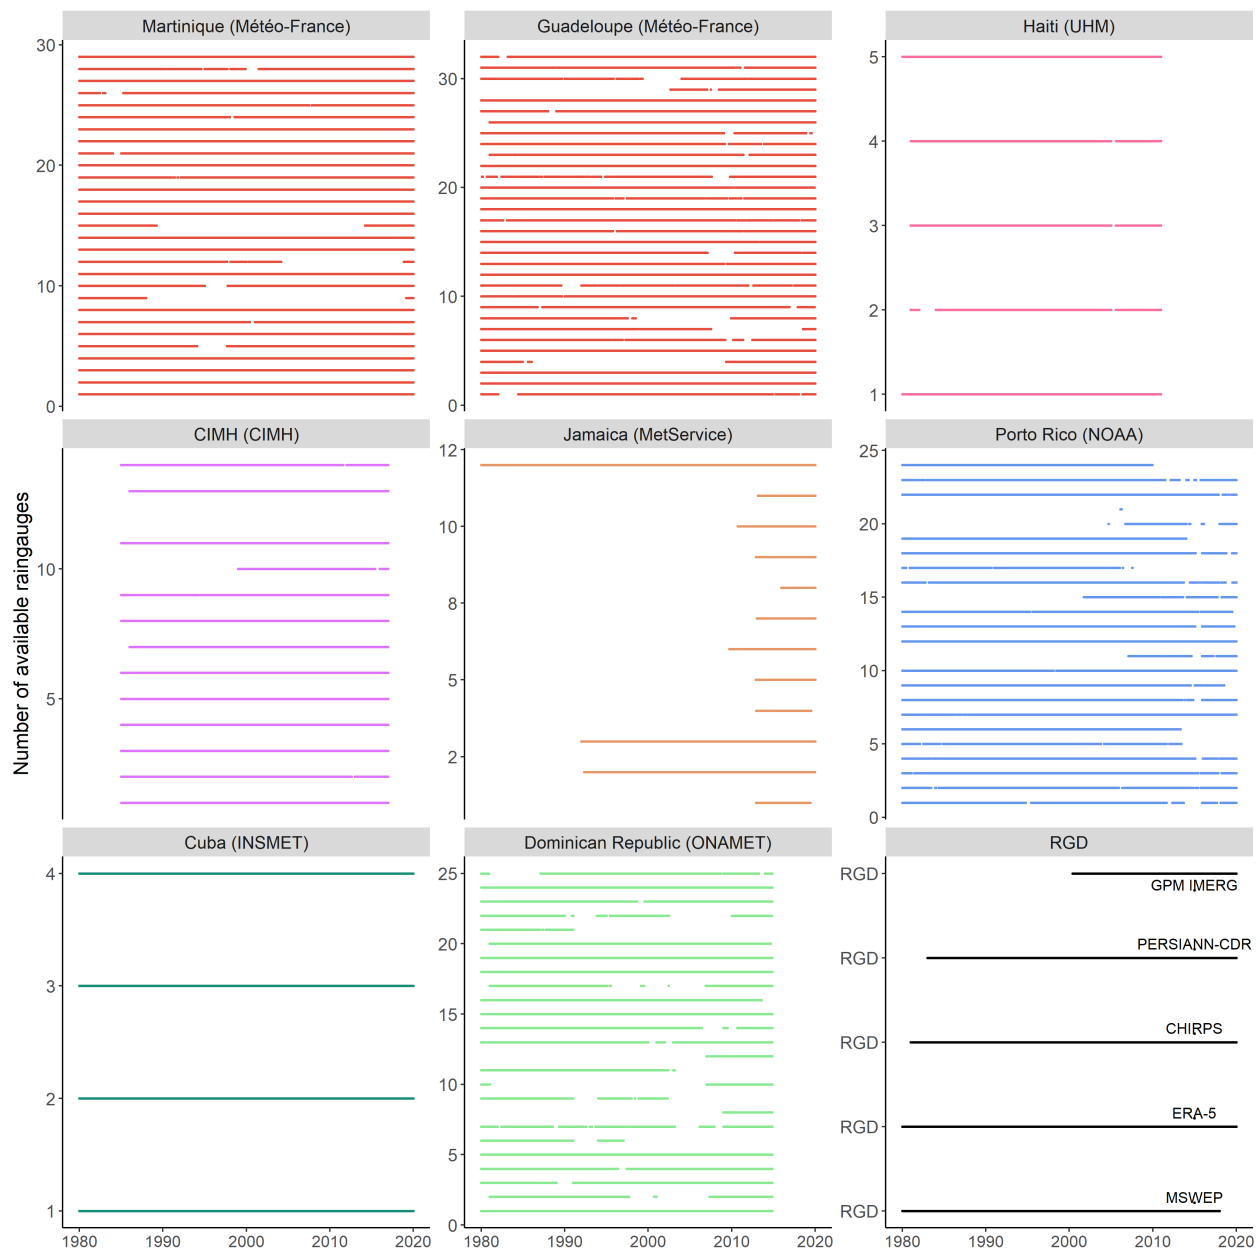 Martinique (Météo-France)
Guadeloupe (Météo-France)
Haiti (UHM)
30
20
10
0
30
20
10
0
5
4
3
2
1
CIMH (CIMH)
Jamaica (MetService)
Porto Rico (NOAA)
Number of available raingauges
10
5
12
10
8
5
2
25
20
15
10
5
0
Cuba (INSMET)
Dominican Republic (ONAMET)
RGD
4
3
2
1
25
20
15
10
5
0
RGD
GPM IMERG
RGD
PERSIANN-CDR
RGD
CHIRPS
RGD
ERA-5
RGD
MSWEP
1980 1990 2000 2010 2020
1980 1990 2000 2010 2020
1980 1990 2000 2010 2020